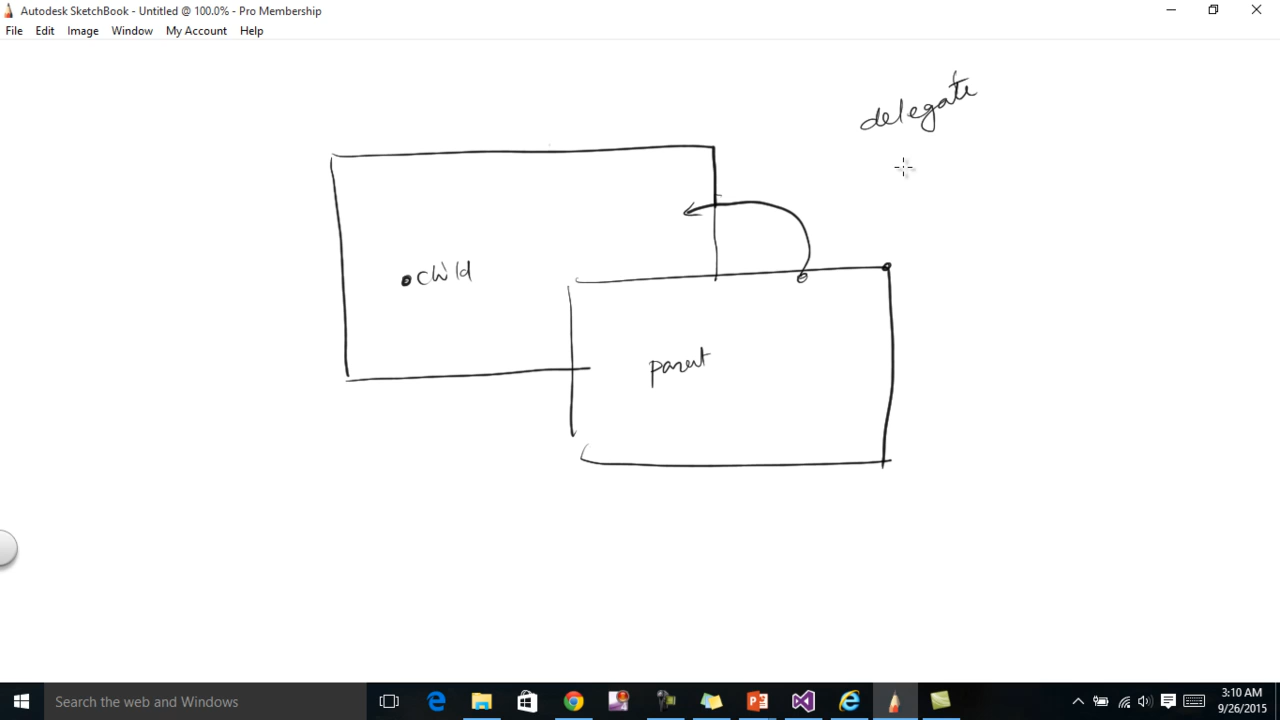 Autodesk SketchBook - Untitled @ 100.0% - Pro Membership
File Edit Image Window My Account Help
delegate
child
parent
Search the web and Windows
3:10 AM
9/26/2015